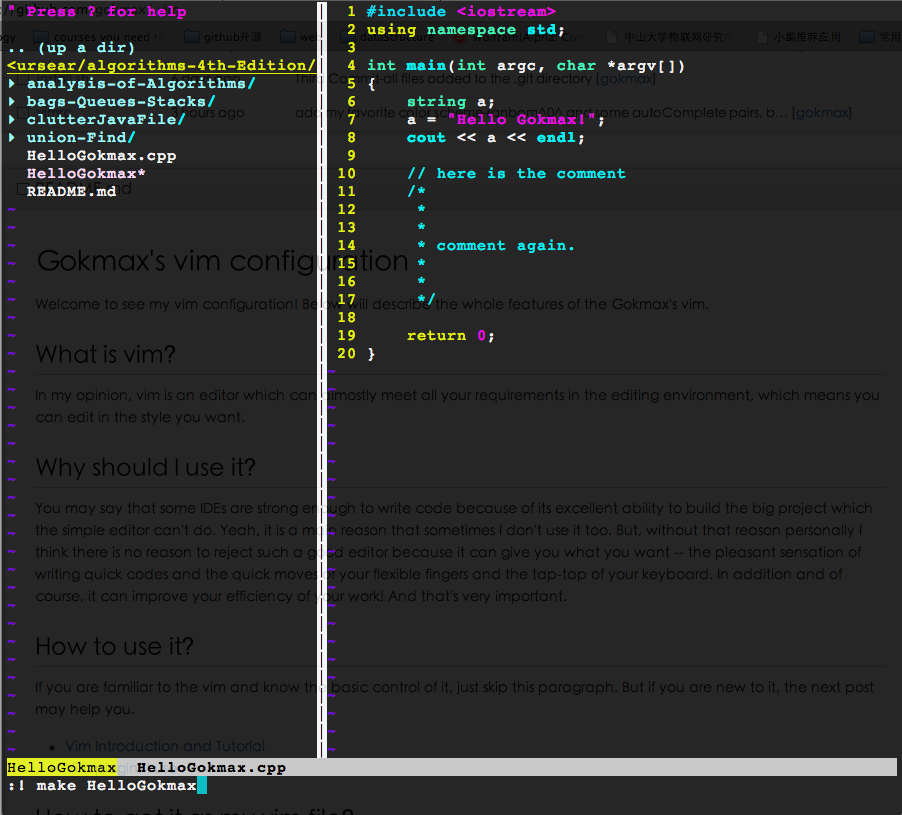 " Press ? for help
.. (up a dir)
<ursear/algorithms-4th-Edition/
▸ analysis-of-Algorithms/
▸ bags-Queues-Stacks/
▸ clutterJavaFile/
▸ union-Find/
HelloGokmax.cpp
HelloGokmax*
README.md
1 #include <iostream>
2 using namespace std;
3
4 int main(int argc, char *argv[])
5 {
6     string a;
7     a = "Hello Gokmax!";
8     cout << a << endl;
9
10     // here is the comment
11     /*
12      *
13      *
14      * comment again.
15      *
16      *
17      */
18
19     return 0;
20 }
courses you need to
github开源
dataStructure
中山大学物联网研究
小编推荐应用
常用
all files added to the .git directory [gokmax]
3 hours ago
some autoComplete pairs, b... [gokmax]
Gokmax's vim configuration
Welcome to see my vim configuration! Below will describe the whole features of the Gokmax's vim.
What is vim?
In my opinion, vim is an editor which can almostly meet all your requirements in the editing environment, which means you
can edit in the style you want.
Why should I use it?
You may say that some IDEs are strong enough to write code because of its excellent ability to build the big project which
the simple editor can't do. Yeah, it is a main reason that sometimes I don't use it too. But, without that reason personally I
think there is no reason to reject such a good editor because it can give you what you want -- the pleasant sensation of
writing quick codes and the quick moves of your flexible fingers and the tap-tap of your keyboard. In addition and of
course, it can improve your efficiency of your work! And that's very important.
How to use it?
If you are familiar to the vim and know the basic control of it, just skip this paragraph. But if you are new to it, the next post
may help you.
• Vim Introduction and Tutorial
HelloGokmax HelloGokmax.cpp
:! make HelloGokmax
How to get it as my vim file?